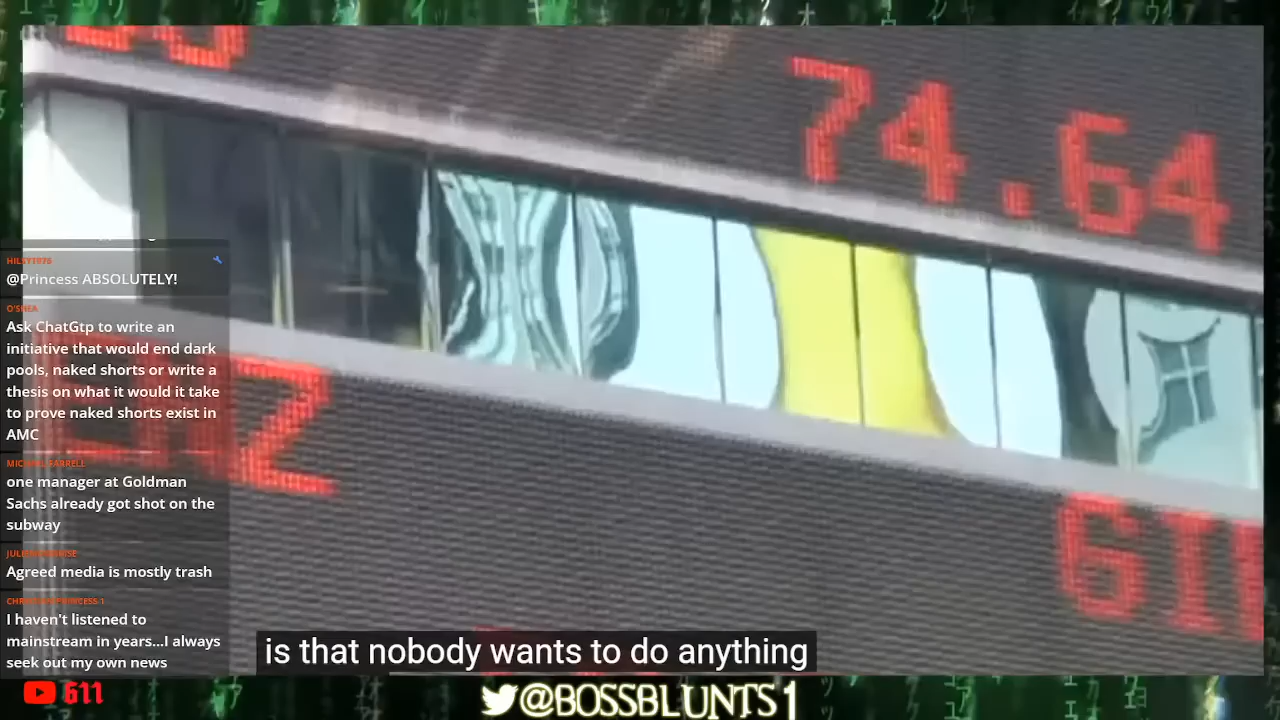 74.64
HILSY1976
@Princess ABSOLUTELY!
O'SHEA
Ask ChatGtp to write an
initiative that would end dark
pools, naked shorts or write a
thesis on what it would it take
to prove naked shorts exist in
AMC
one manager at Goldman
Sachs already got shot on the
subway
Agreed media is mostly trash
I haven't listened to
mainstream in years...I always
seek out my own news
is that nobody wants to do anything
611
@BOSSBLUNTS1